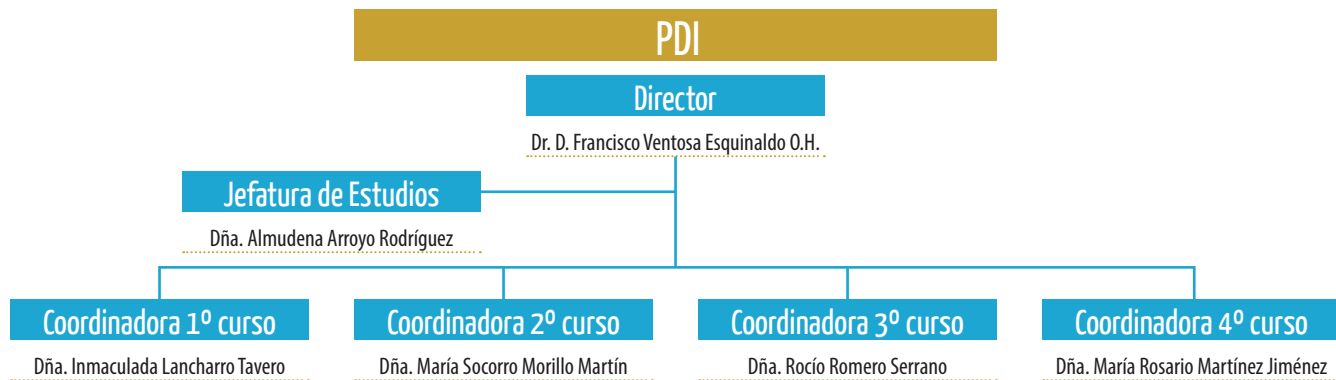 PDI
Director
Dr. D. Francisco Ventosa Esquinaldo O.H.
Jefatura de Estudios
Dña. Almudena Arroyo Rodríguez
Coordinadora 1º curso
Dña. Inmaculada Lancharro Tavero
Coordinadora 2º curso
Dña. María Socorro Morillo Martín
Coordinadora 3º curso
Dña. Rocío Romero Serrano
Coordinadora 4º curso
Dña. María Rosario Martínez Jiménez